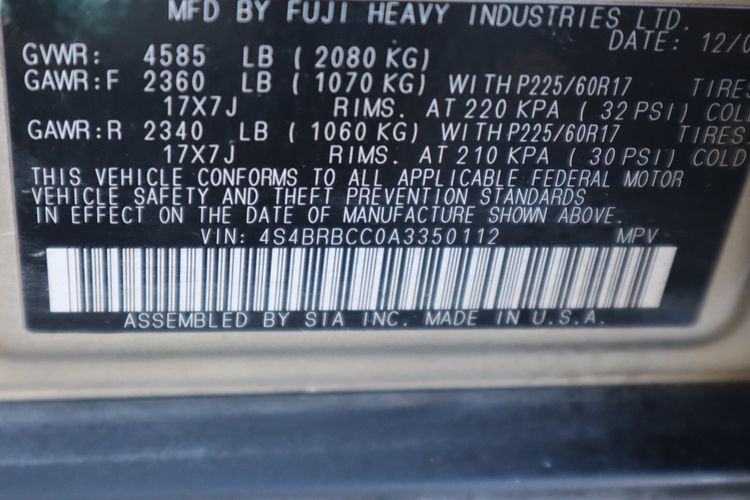 MFD BY FUJI HEAVY INDUSTRIES LTD.
DATE: 12/0
GVWR: 4585 LB (2080 KG)
GAWR:F 2360 LB (1070 KG) WITH P225/60R17 TIRES
17X7J RIMS. AT 220 KPA (32 PSI) COLD
GAWR:R 2340 LB (1060 KG) WITH P225/60R17 TIRES
17X7J RIMS. AT 210 KPA (30 PSI) COLD
THIS VEHICLE CONFORMS TO ALL APPLICABLE FEDERAL MOTOR
VEHICLE SAFETY AND THEFT PREVENTION STANDARDS
IN EFFECT ON THE DATE OF MANUFACTURE SHOWN ABOVE.
VIN: 4S4BRBCC0A3350112 MPV
ASSEMBLED BY SIA INC. MADE IN U.S.A.